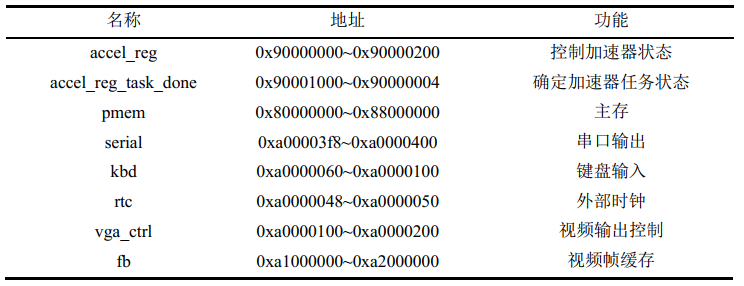 名称 地址 功能
accel_reg 0x90000000~0x90000200 控制加速器状态
accel_reg_task_done 0x90001000~0x90000004 确定加速器任务状态
pmem 0x80000000~0x88000000 主存
serial 0xa00003f8~0xa0000400 串口输出
kbd 0xa0000060~0xa0000100 键盘输入
rtc 0xa0000048~0xa0000050 外部时钟
vga_ctrl 0xa0000100~0xa0000200 视频输出控制
fb 0xa1000000~0xa2000000 视频帧缓存